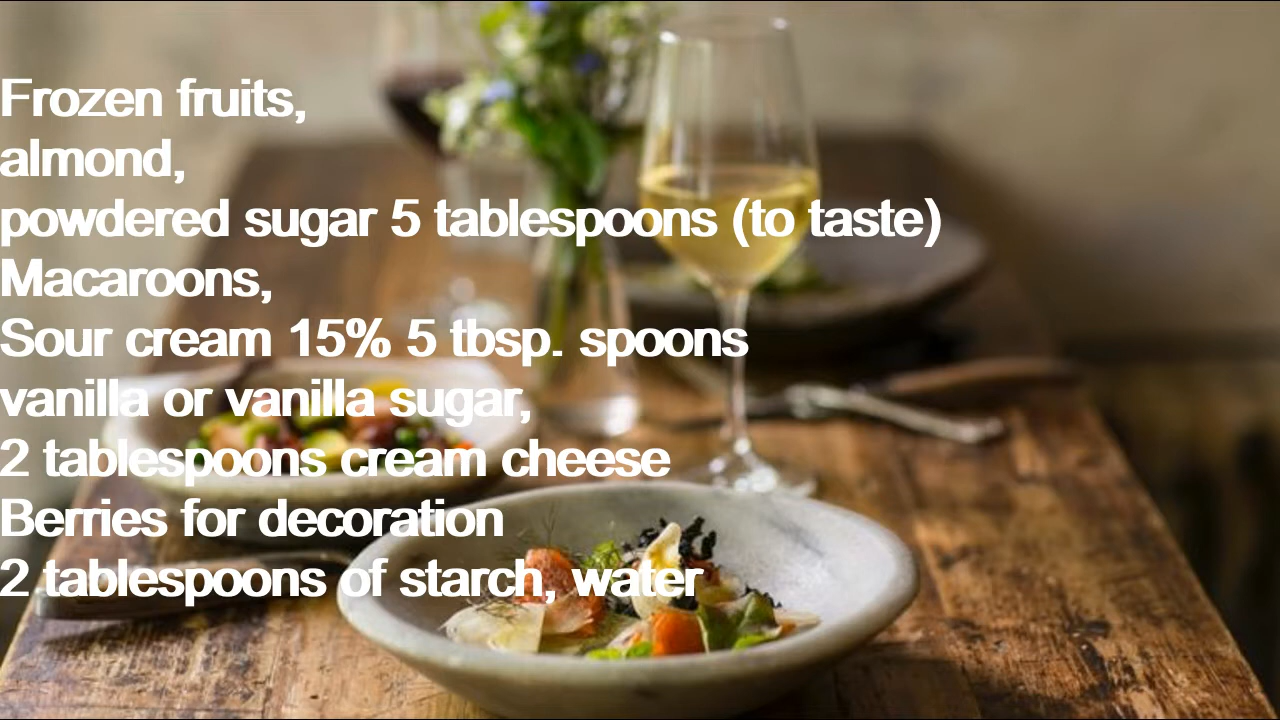 Frozen fruits,
almond,
powdered sugar 5 tablespoons (to taste)
Macaroons,
Sour cream 15% 5 tbsp. spoons
vanilla or vanilla sugar,
2 tablespoons cream cheese
Berries for decoration
2 tablespoons of starch, water